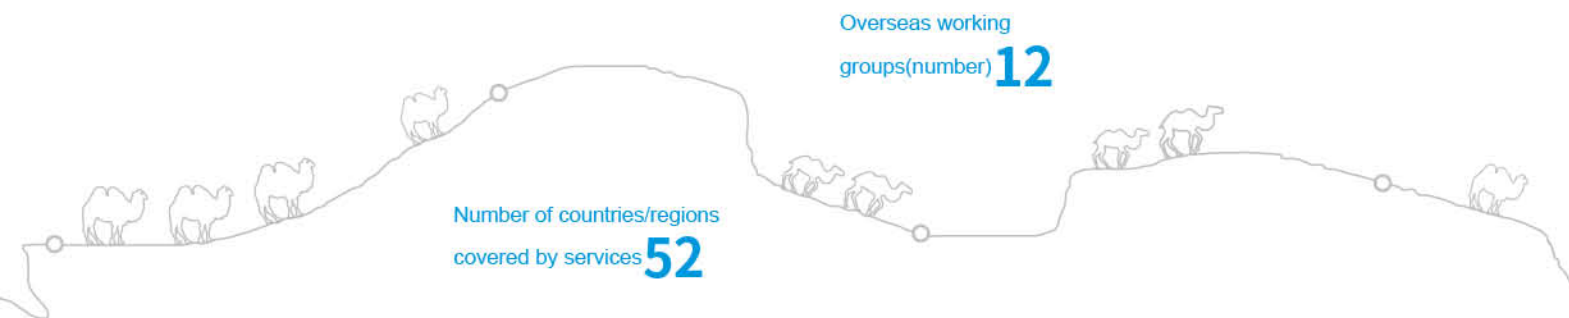 Overseas working
groups(number) 12
Number of countries/regions
covered by services 52